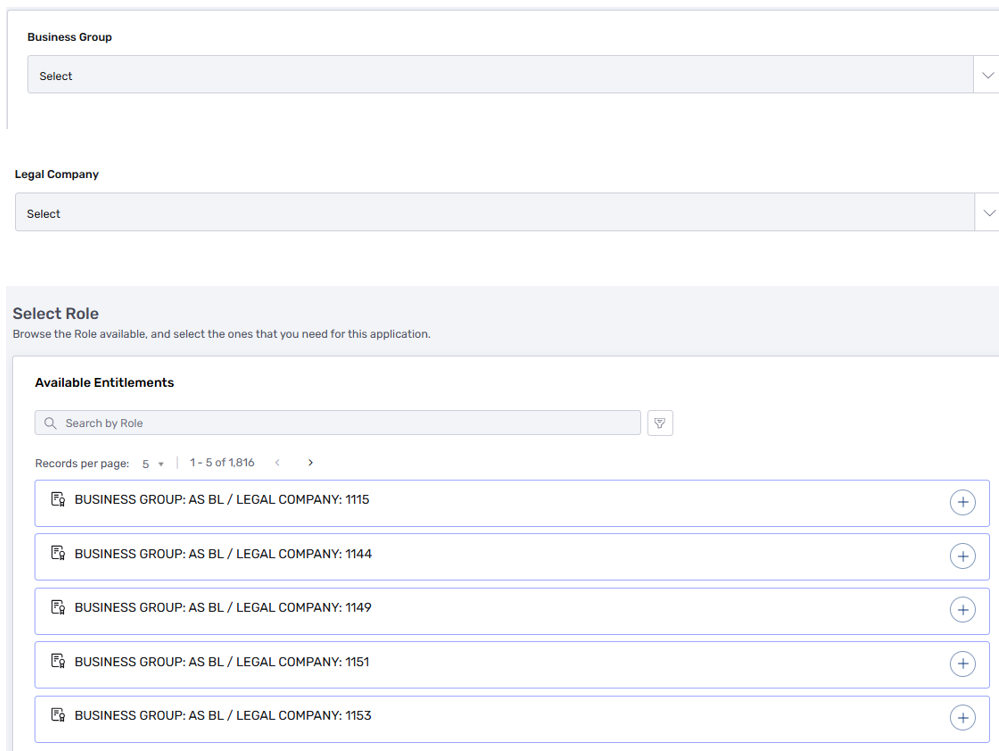 Business Group
Select
Legal Company
Select
Select Role
Browse the Role available, and select the ones that you need for this application.
Available Entitlements
Search by Role
Records per page: 5 1 - 5 of 1,816
BUSINESS GROUP: AS BL / LEGAL COMPANY: 1115
BUSINESS GROUP: AS BL / LEGAL COMPANY: 1144
BUSINESS GROUP: AS BL / LEGAL COMPANY: 1149
BUSINESS GROUP: AS BL / LEGAL COMPANY: 1151
BUSINESS GROUP: AS BL / LEGAL COMPANY: 1153